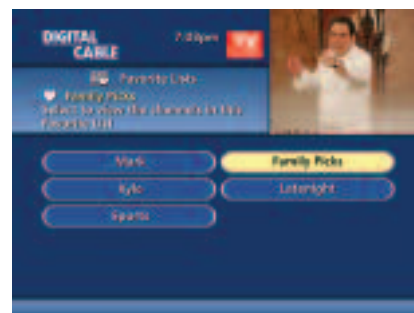 DIGITAL
CABLE
7:00pm
TV
Favorite Lists
Family Picks
Select to view the channels in this
Favorite List
Mark
Family Picks
Kyle
Latenight
Sports